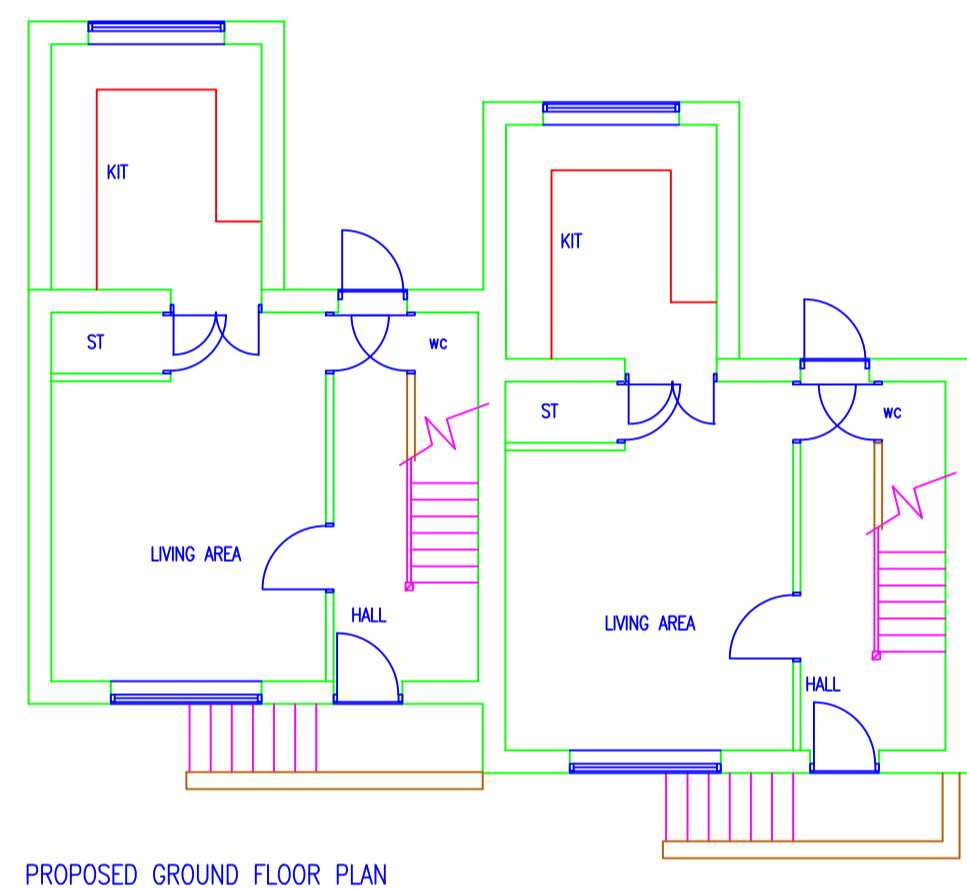 KIT
ST
wc
LIVING AREA
HALL
KIT
ST
wc
LIVING AREA
HALL
PROPOSED GROUND FLOOR PLAN